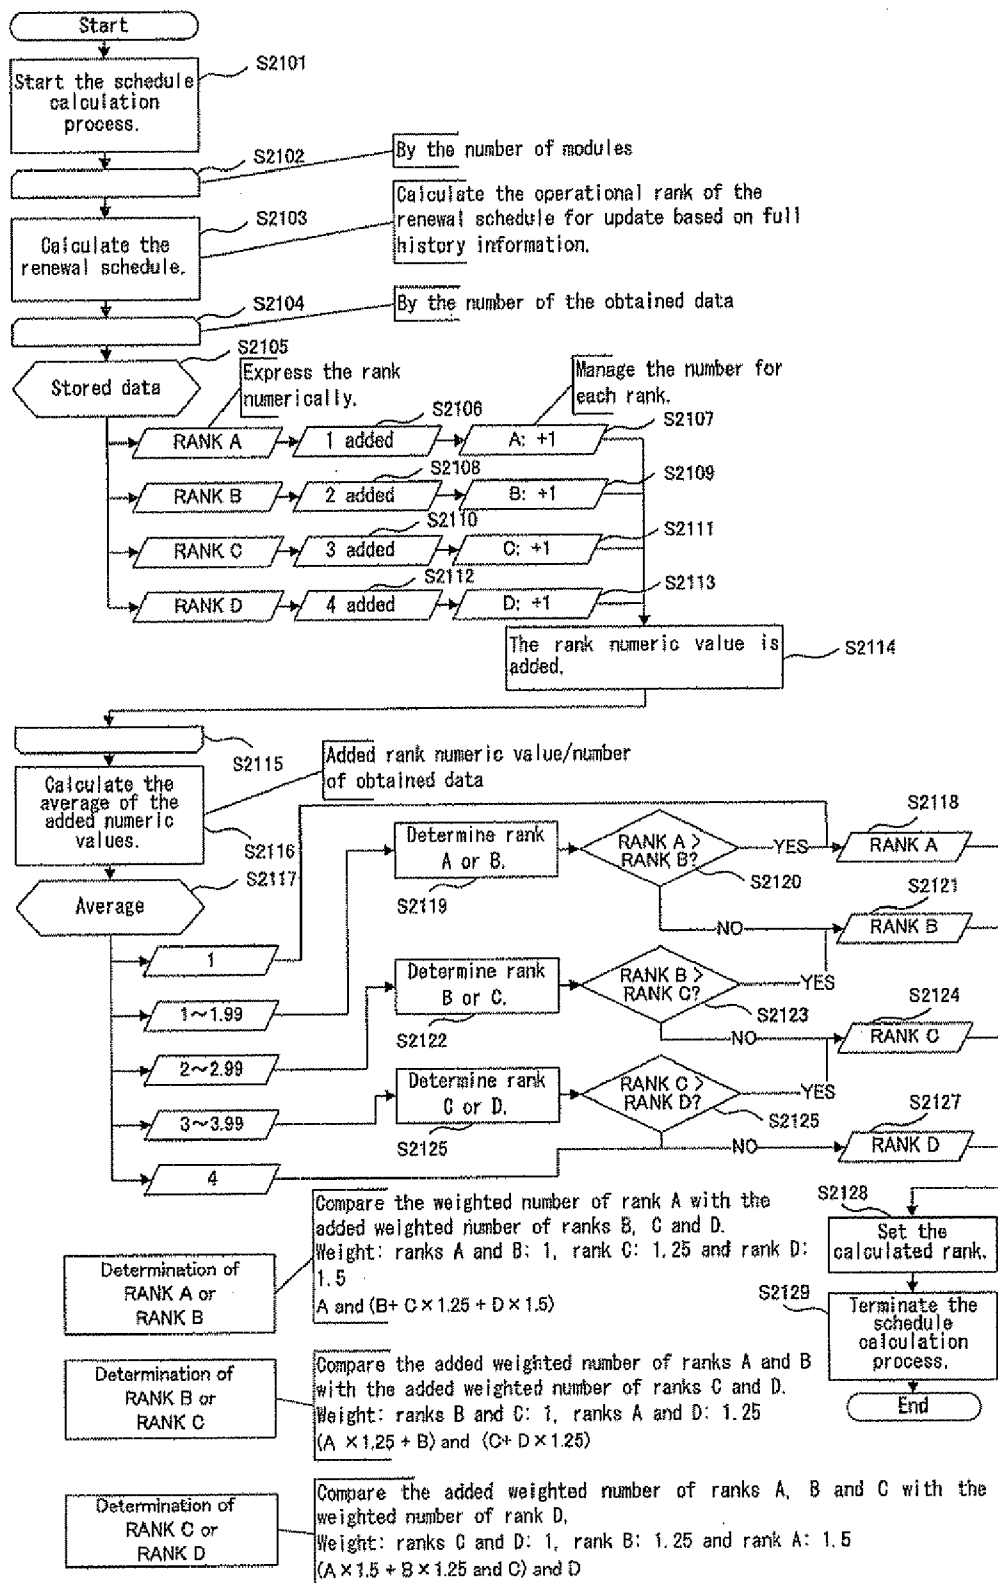 Start
S2101
Start the schedule
calculation
process.
S2102
By the number of modules
S2103
Calculate the operational rank of the
renewal schedule for update based on full
history information.
Calculate the
renewal schedule.
S2104
By the number of the obtained data
S2105
Stored data
Express the rank
numerically.
Manage the number for
each rank.
S2106
S2107
RANK A
1 added
A: +1
S2108
S2109
RANK B
2 added
B: +1
S2110
S2111
RANK C
3 added
C: +1
S2112
S2113
RANK D
4 added
D: +1
The rank numeric value is
added.
S2114
S2115
Added rank numeric value/number
of obtained data
Calculate the
average of the
added numeric
values.
S2116
S2117
Average
Determine rank
A or B.
S2119
RANK A >
RANK B?
S2120
YES
NO
S2118
RANK A
S2121
RANK B
1
1~1.99
Determine rank
B or C.
S2122
RANK B >
RANK C?
S2123
YES
NO
S2124
RANK C
2~2.99
3~3.99
Determine rank
C or D.
S2125
RANK C >
RANK D?
S2125
YES
NO
S2127
RANK D
4
S2128
Set the
calculated rank.
S2129
Terminate the
schedule
calculation
process.
End
Determination of
RANK A or
RANK B
Compare the weighted number of rank A with the
added weighted number of ranks B, C and D.
Weight: ranks A and B: 1, rank C: 1.25 and rank D:
1.5
A and (B+ C×1.25 + D×1.5)
Determination of
RANK B or
RANK C
Compare the added weighted number of ranks A and B
with the added weighted number of ranks C and D.
Weight: ranks B and C: 1, ranks A and D: 1.25
(A ×1.25 + B) and (C+ D×1.25)
Determination of
RANK C or
RANK D
Compare the added weighted number of ranks A, B and C with the
weighted number of rank D.
Weight: ranks C and D: 1, rank B: 1.25 and rank A: 1.5
(A×1.5 + B×1.25 and C) and D